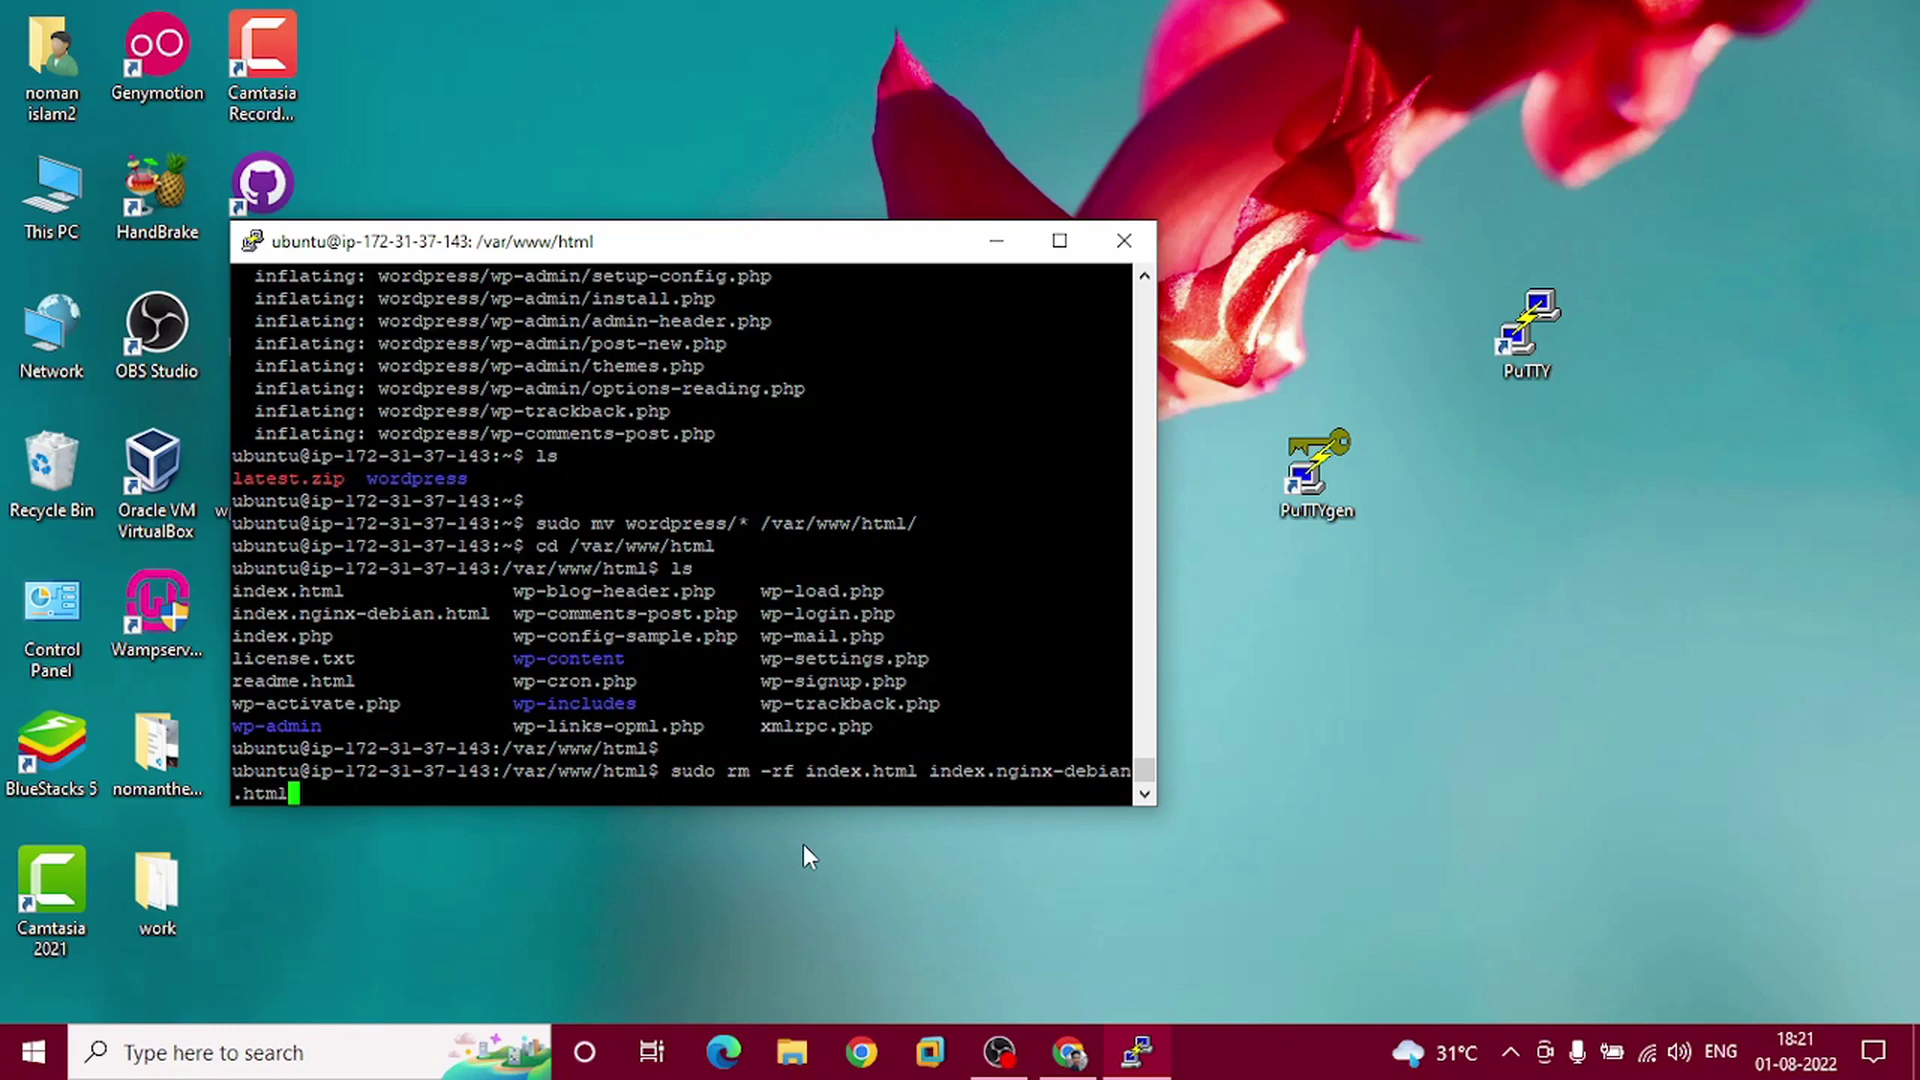 noman
islam2
Genymotion
Camtasia
Record...
This PC
HandBrake
Network
OBS Studio
Recycle Bin
Oracle VM
VirtualBox
Control
Panel
Wampserv...
BlueStacks 5
nomanthe...
Camtasia
2021
work
PuTTY
PuTTYgen
ubuntu@ip-172-31-37-143: /var/www/html
inflating: wordpress/wp-admin/setup-config.php
inflating: wordpress/wp-admin/install.php
inflating: wordpress/wp-admin/admin-header.php
inflating: wordpress/wp-admin/post-new.php
inflating: wordpress/wp-admin/themes.php
inflating: wordpress/wp-admin/options-reading.php
inflating: wordpress/wp-trackback.php
inflating: wordpress/wp-comments-post.php
ubuntu@ip-172-31-37-143:~$ ls
latest.zip wordpress
ubuntu@ip-172-31-37-143:~$
ubuntu@ip-172-31-37-143:~$ sudo mv wordpress/* /var/www/html/
ubuntu@ip-172-31-37-143:~$ cd /var/www/html
ubuntu@ip-172-31-37-143:/var/www/html$ ls
index.html wp-blog-header.php wp-load.php
index.nginx-debian.html wp-comments-post.php wp-login.php
index.php wp-config-sample.php wp-mail.php
license.txt wp-content wp-settings.php
readme.html wp-cron.php wp-signup.php
wp-activate.php wp-includes wp-trackback.php
wp-admin wp-links-opml.php xmlrpc.php
ubuntu@ip-172-31-37-143:/var/www/html$
ubuntu@ip-172-31-37-143:/var/www/html$ sudo rm -rf index.html index.nginx-debian
.html
Type here to search
31°C
ENG
18:21
01-08-2022